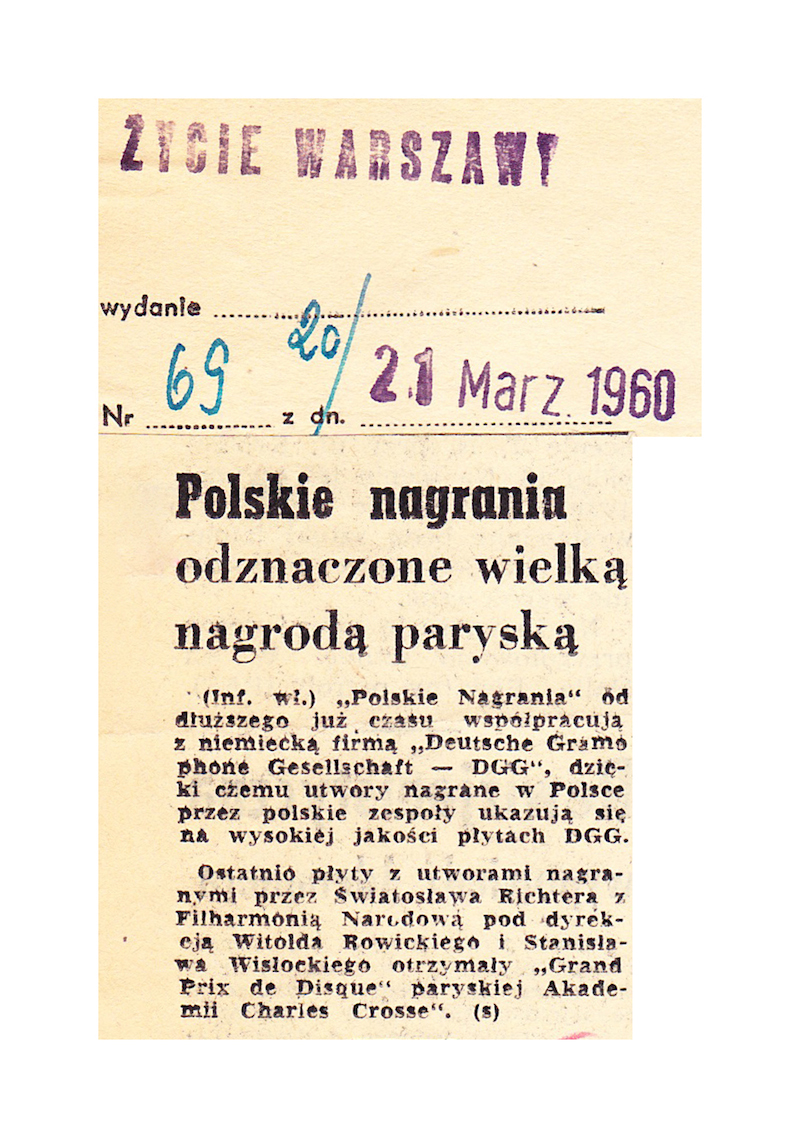 ŻYCIE WARSZAWY
wydanie
Nr 69 z dn. 20/21 Marz. 1960
Polskie nagrania
odznaczone wielką
nagrodą paryską
(Inf. wł.) „Polskie Nagrania“ od
dłuższego już czasu współpracują
z niemiecką firmą „Deutsche Gramo
phone Gesellschaft — DGG“, dzię-
ki czemu utwory nagrane w Polsce
przez polskie zespoły ukazują się
na wysokiej jakości płytach DGG.
Ostatnio płyty z utworami nagra-
nymi przez Światosława Richtera z
Filharmonią Narodową pod dyrek-
cją Witolda Rowickiego i Stanisła-
wa Wisłockiego otrzymały „Grand
Prix de Disque“ paryskiej Akade-
mii Charles Crosse“. (s)